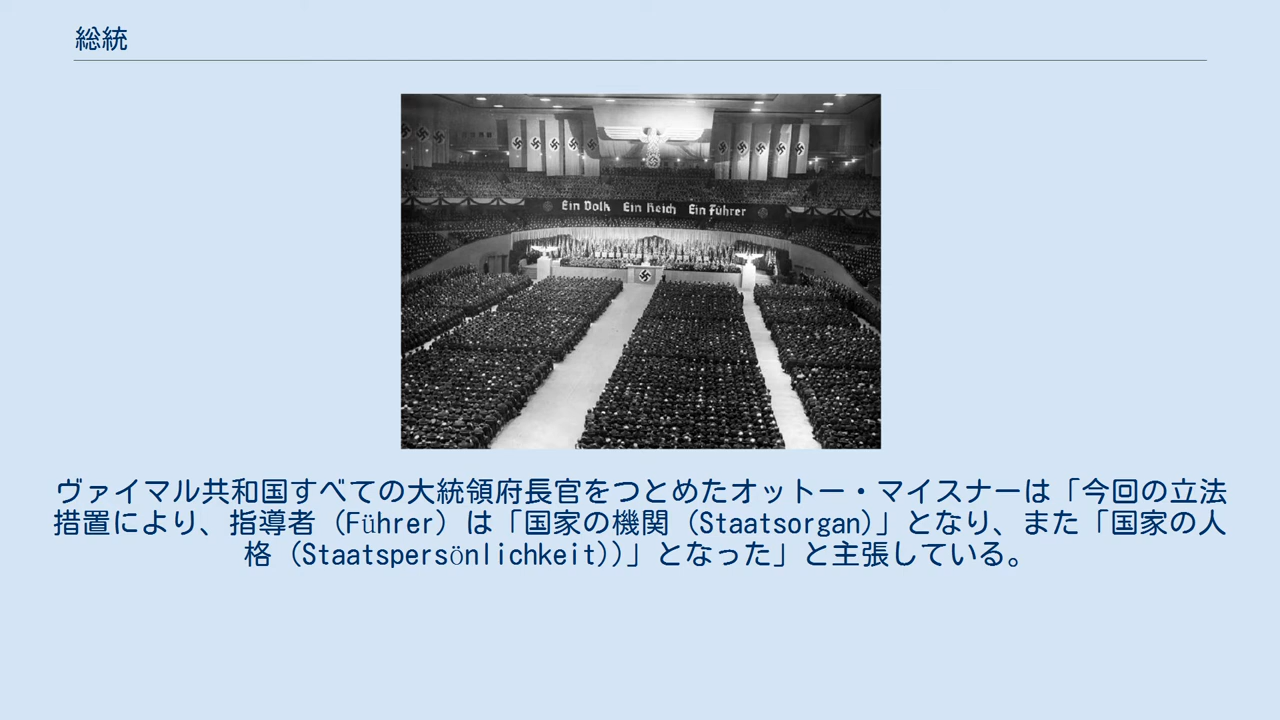 総統
Ein Volk Ein Reich Ein Führer
ヴァイマル共和国すべての大統領府長官をつとめたオットー・マイスナーは「今回の立法
措置により、指導者（Führer）は「国家の機関（Staatsorgan)」となり、また「国家の人
格（Staatspersönlichkeit))」となった」と主張している。